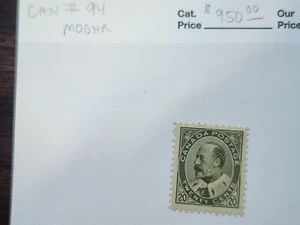 CAN # 94
MOGHR
Cat.
Price $950.00
Our
Price
CANADA POSTAGE
20 20
TWENTY CENTS